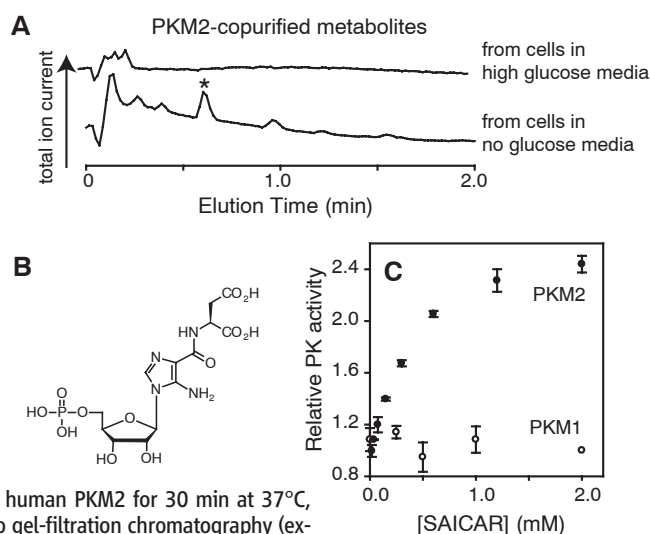 A
PKM2-copurified metabolites
total ion current
from cells in
high glucose media
*
from cells in
no glucose media
0
1.0
2.0
Elution Time (min)
B
CO₂H
HN
CO₂H
N
O
N
NH₂
O
HO
P
O
O
OH
HO
OH
human PKM2 for 30 min at 37°C,
o gel-filtration chromatography (ex-
C
Relative PK activity
2.4
2.0
1.6
1.2
0.8
PKM2
PKM1
0.0
1.0
2.0
[SAICAR] (mM)